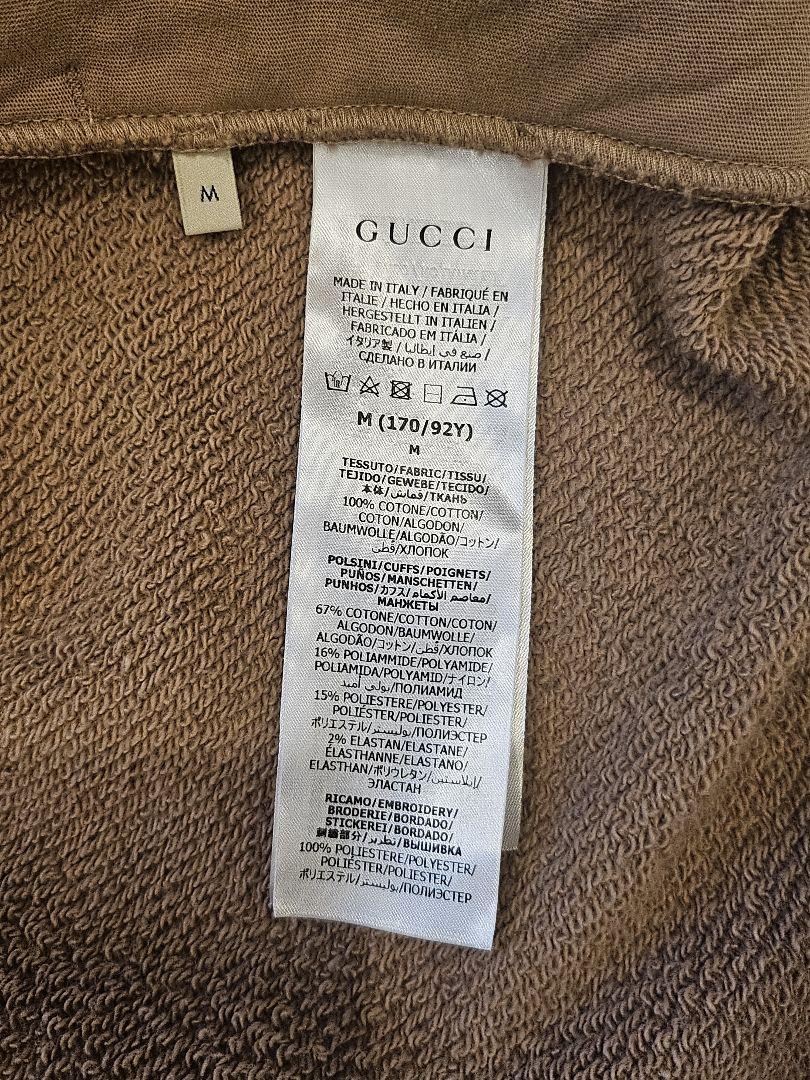 M
GUCCI
MADE IN ITALY / FABRIQUÉ EN
ITALIE / HECHO EN ITALIA /
HERGESTELLT IN ITALIEN /
FABRICADO EM ITÁLIA /
イタリア製 / صنع في إيطاليا /
СДЕЛАНО В ИТАЛИИ
M (170/92Y)
M
TESSUTO/FABRIC/TISSU/
TEJIDO/GEWEBE/TECIDO/
本体/قماش/ТКАНЬ
100% COTONE/COTTON/
COTON/ALGODON/
BAUMWOLLE/ALGODÃO/コットン/
قطن/ХЛОПОК
POLSINI/CUFFS/POIGNETS/
PUÑOS/MANSCHETTEN/
PUNHOS/カフス/معاصم الأكمام/
МАНЖЕТЫ
67% COTONE/COTTON/COTON/
ALGODON/BAUMWOLLE/
ALGODÃO/コットン/قطن/ХЛОПОК
16% POLIAMMIDE/POLYAMIDE/
POLIAMIDA/POLYAMID/ナイロン/
بولي أميد/ПОЛИАМИД
15% POLIESTERE/POLYESTER/
POLIÉSTER/POLIESTER/
ポリエステル/بوليستر/ПОЛИЭСТЕР
2% ELASTAN/ELASTANE/
ÉLASTHANNE/ELASTANO/
ELASTHAN/ポリウレタン/إيلاستين/
ЭЛАСТАН
RICAMO/EMBROIDERY/
BRODERIE/BORDADO/
STICKEREI/BORDADO/
刺繍部分/تطريز/ВЫШИВКА
100% POLIESTERE/POLYESTER/
POLIÉSTER/POLIESTER/
ポリエステル/بوليستر/ПОЛИЭСТЕР